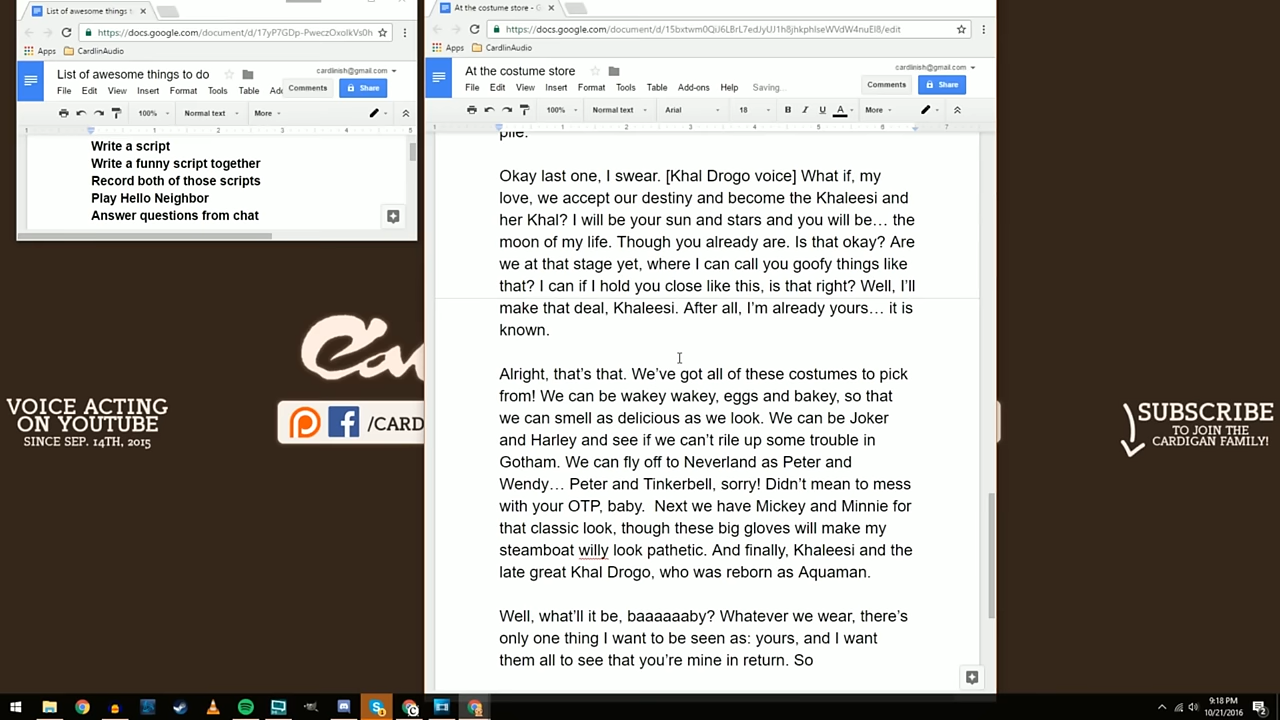 List of awesome things to do
https://docs.google.com/document/d/17yP7GDp-PweczOxolkVs0h
Apps CardlinAudio
List of awesome things to do
cardlinish@gmail.com
File Edit View Insert Format Tools Table Comments Share
100% Normal text More
1 1 2 3 4 5
Write a script
Write a funny script together
Record both of those scripts
Play Hello Neighbor
Answer questions from chat
At the costume store - G
Apps CardlinAudio
At the costume store
cardlinish@gmail.com
File Edit View Insert Format Tools Table Add-ons Help Saving... Comments Share
100% Normal text Arial 18 B I U A More
1 1 2 3 4 5 6 7
pile.
Okay last one, I swear. [Khal Drogo voice] What if, my
love, we accept our destiny and become the Khaleesi and
her Khal? I will be your sun and stars and you will be… the
moon of my life. Though you already are. Is that okay? Are
we at that stage yet, where I can call you goofy things like
that? I can if I hold you close like this, is that right? Well, I’ll
make that deal, Khaleesi. After all, I’m already yours… it is
known.
Alright, that’s that. We’ve got all of these costumes to pick
from! We can be wakey wakey, eggs and bakey, so that
we can smell as delicious as we look. We can be Joker
and Harley and see if we can’t rile up some trouble in
Gotham. We can fly off to Neverland as Peter and
Wendy… Peter and Tinkerbell, sorry! Didn’t mean to mess
with your OTP, baby.  Next we have Mickey and Minnie for
that classic look, though these big gloves will make my
steamboat willy look pathetic. And finally, Khaleesi and the
late great Khal Drogo, who was reborn as Aquaman.
Well, what’ll it be, baaaaaaby? Whatever we wear, there’s
only one thing I want to be seen as: yours, and I want
them all to see that you’re mine in return. So
VOICE ACTING
ON YOUTUBE
SINCE SEP. 14TH, 2015
/CARD
SUBSCRIBE
TO JOIN THE
CARDIGAN FAMILY!
9:18 PM
10/21/2016